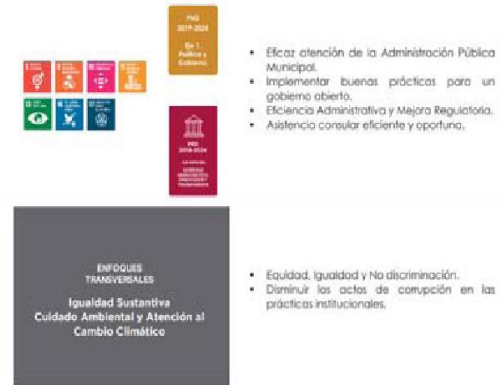 PND
2019-2024
Eje 1.
Política y
Gobierno
PED
2018-2024
ENFOQUES
TRANSVERSALES
Igualdad Sustantiva
Cuidado Ambiental y Atención al
Cambio Climático
• Eficaz atención de la Administración Pública
Municipal.
• Implementar buenas prácticas para un
gobierno abierto.
• Eficiencia Administrativa y Mejora Regulatoria.
• Asistencia consular eficiente y oportuna.
• Equidad, Igualdad y No discriminación.
• Disminuir los actos de corrupción en las
prácticas institucionales.